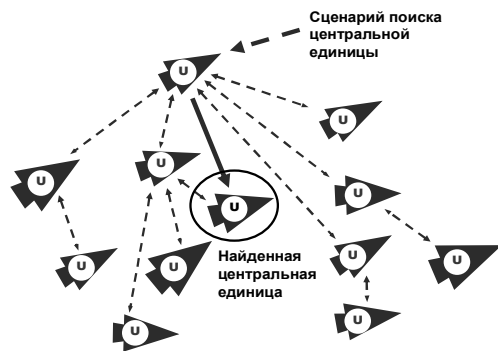 Сценарий поиска
центральной
единицы
U
U
U
U
U
U
U
U
U
U
U
U
Найденная
центральная
единица